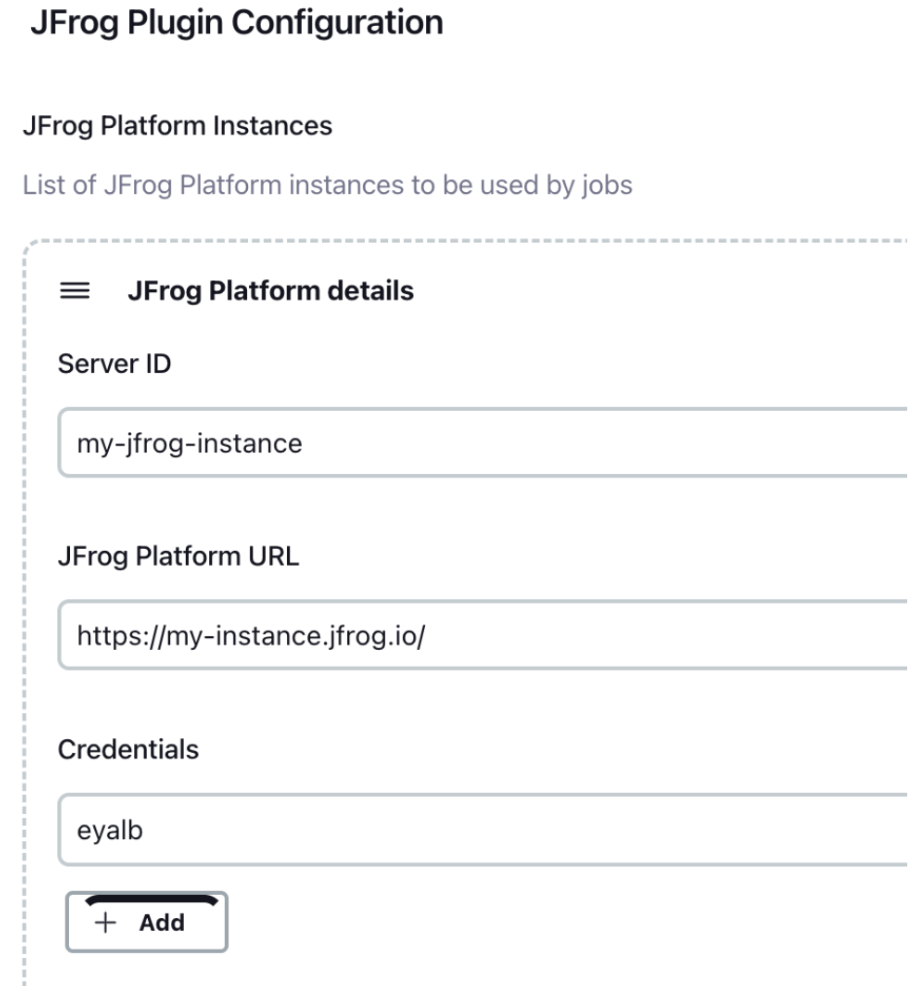 JFrog Plugin Configuration
JFrog Platform Instances
List of JFrog Platform instances to be used by jobs
JFrog Platform details
Server ID
my-jfrog-instance
JFrog Platform URL
https://my-instance.jfrog.io/
Credentials
eyalb
+ Add